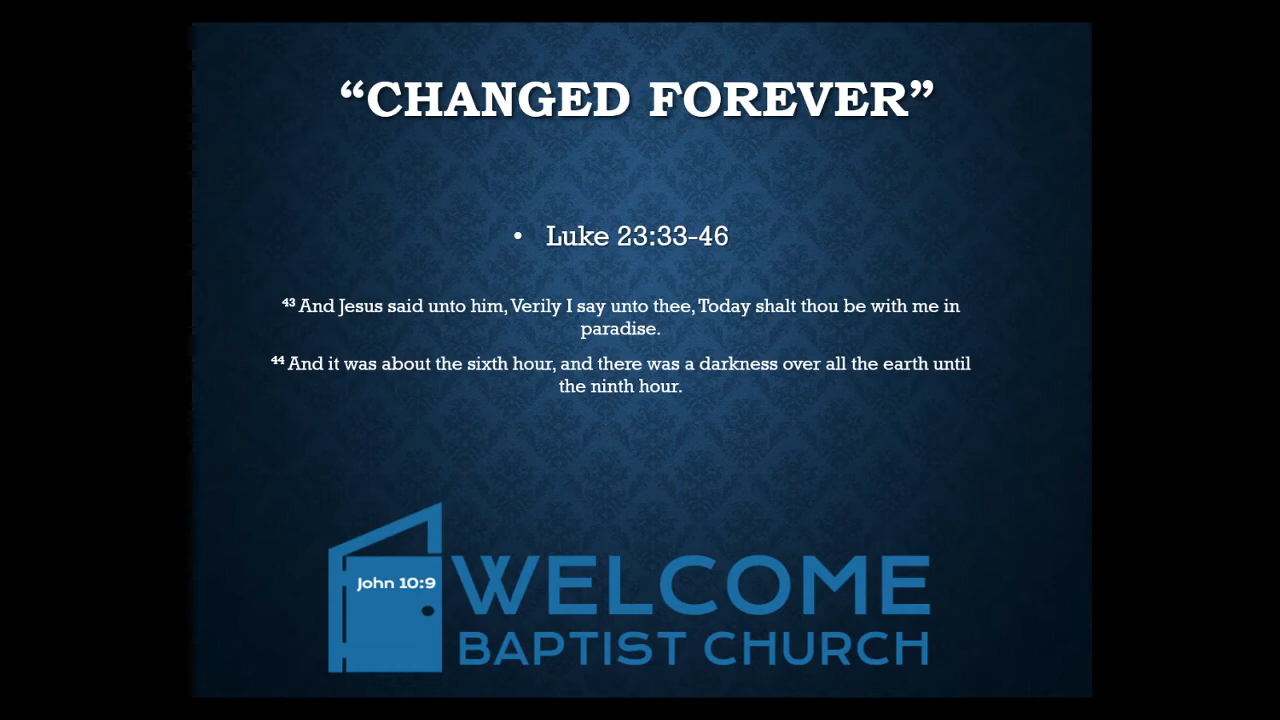 “CHANGED FOREVER”
• Luke 23:33-46
43 And Jesus said unto him, Verily I say unto thee, Today shalt thou be with me in
paradise.
44 And it was about the sixth hour, and there was a darkness over all the earth until
the ninth hour.
John 10:9
WELCOME
BAPTIST CHURCH